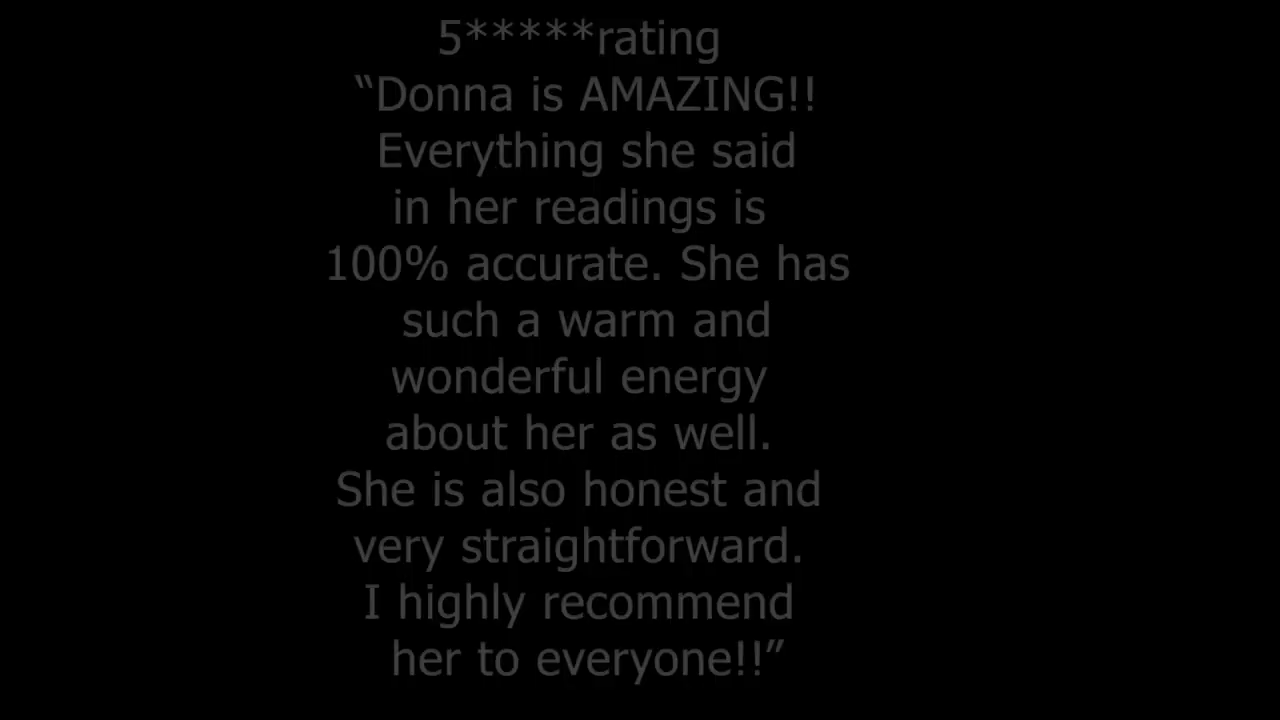 5*****rating
“Donna is AMAZING!!
Everything she said
in her readings is
100% accurate. She has
such a warm and
wonderful energy
about her as well.
She is also honest and
very straightforward.
I highly recommend
her to everyone!!”